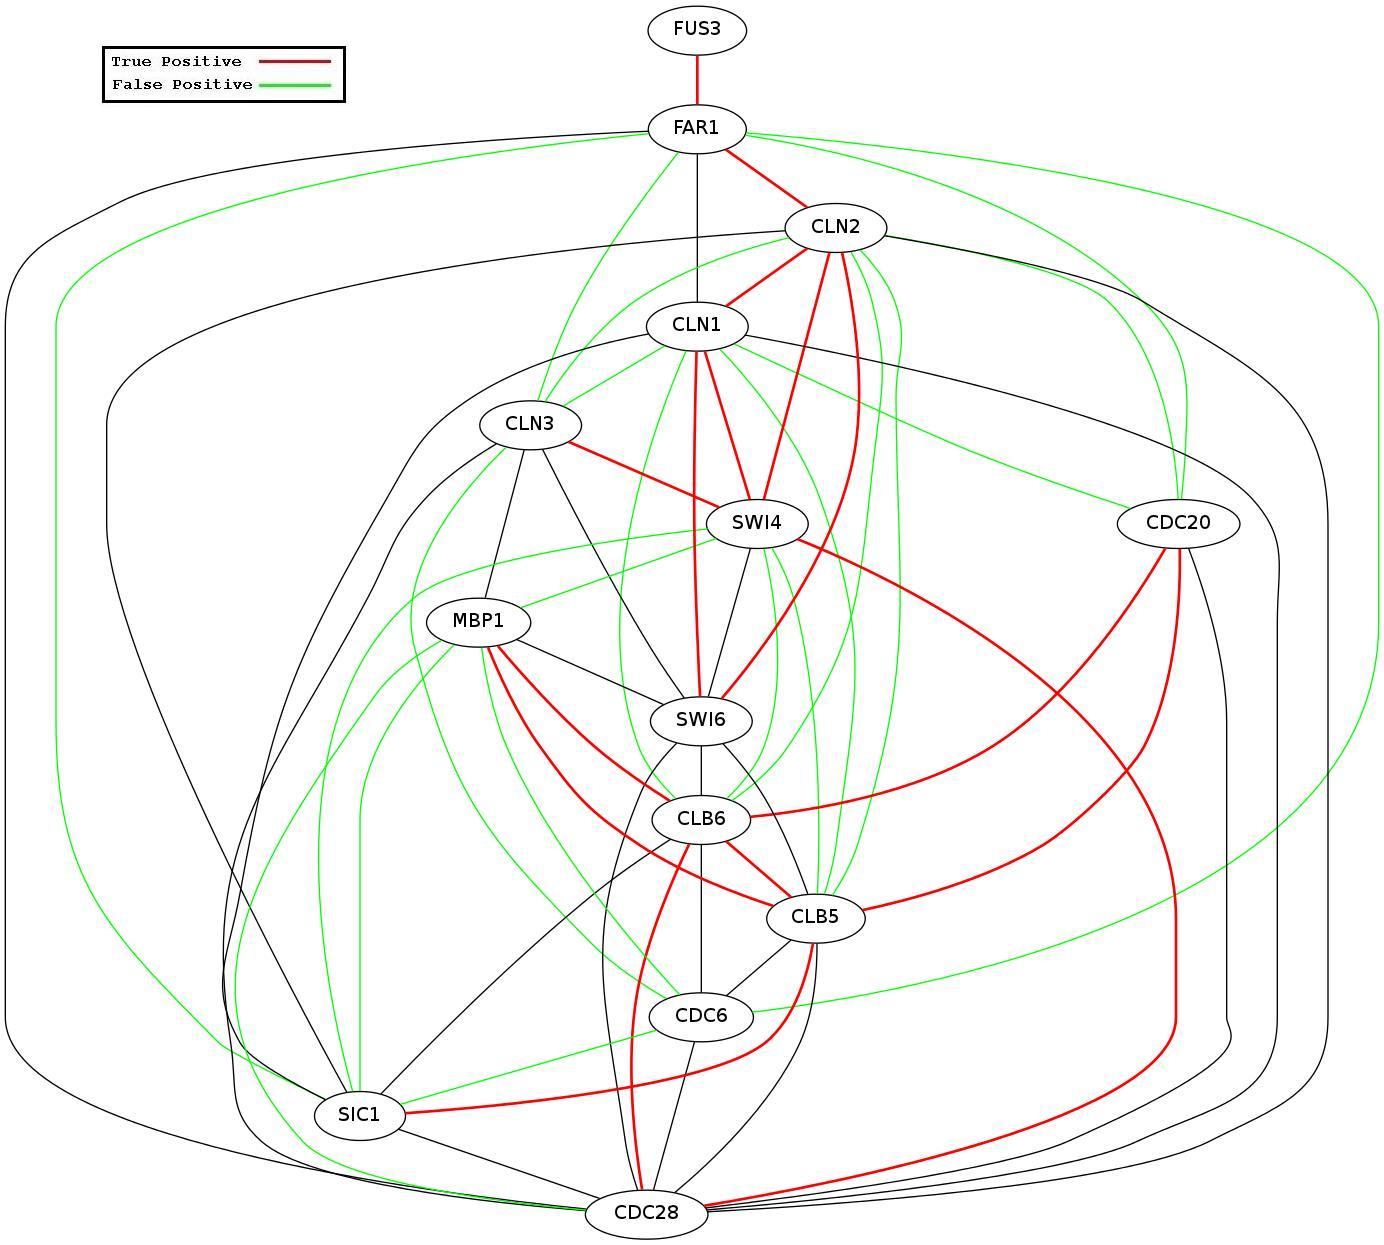 FUS3
True Positive
False Positive
FAR1
CLN2
CLN1
CLN3
SWI4
CDC20
MBP1
SWI6
CLB6
CLB5
CDC6
SIC1
CDC28